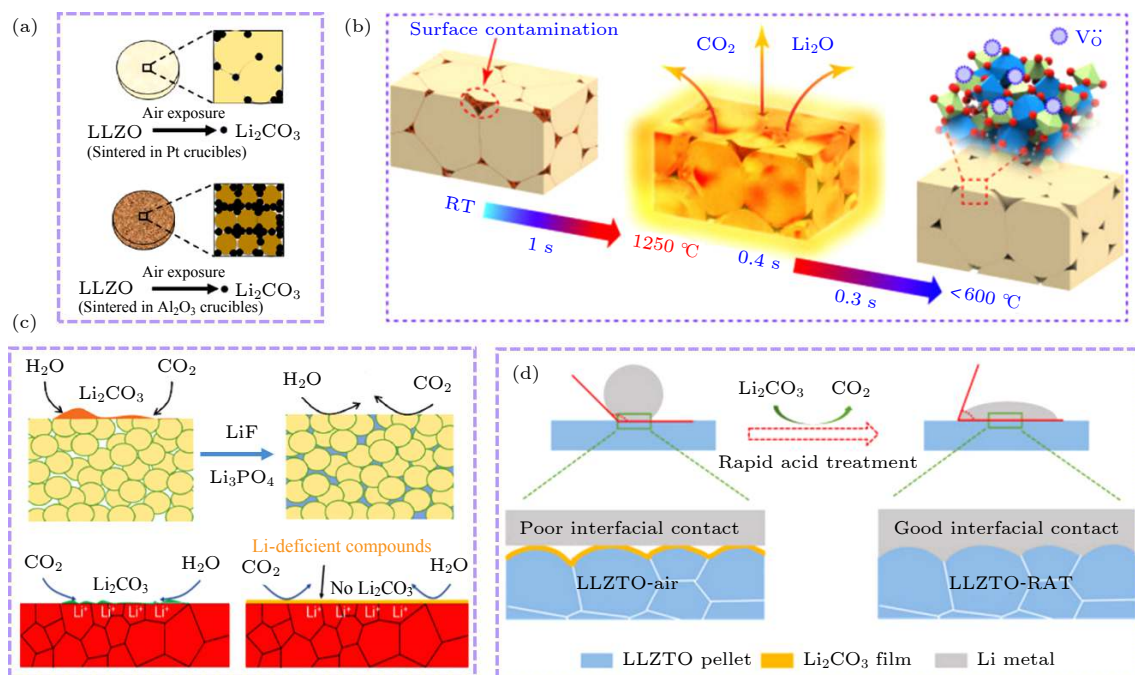 (a)
Air exposure
LLZO
Li₂CO₃
(Sintered in Pt crucibles)
Air exposure
LLZO
Li₂CO₃
(Sintered in Al₂O₃ crucibles)
(b)
Surface contamination
CO₂
Li₂O
V_Ö
RT
1 s
1250 ℃
0.4 s
0.3 s
<600 ℃
(c)
H₂O
CO₂
Li₂CO₃
H₂O
CO₂
LiF
Li₃PO₄
Li-deficient compounds
CO₂
Li₂CO₃
H₂O
CO₂
No Li₂CO₃
H₂O
Li⁺ Li⁺ Li⁺ Li⁺
Li⁺ Li⁺ Li⁺ Li⁺
(d)
Li₂CO₃
CO₂
Rapid acid treatment
Poor interfacial contact
Good interfacial contact
LLZTO-air
LLZTO-RAT
LLZTO pellet
Li₂CO₃ film
Li metal